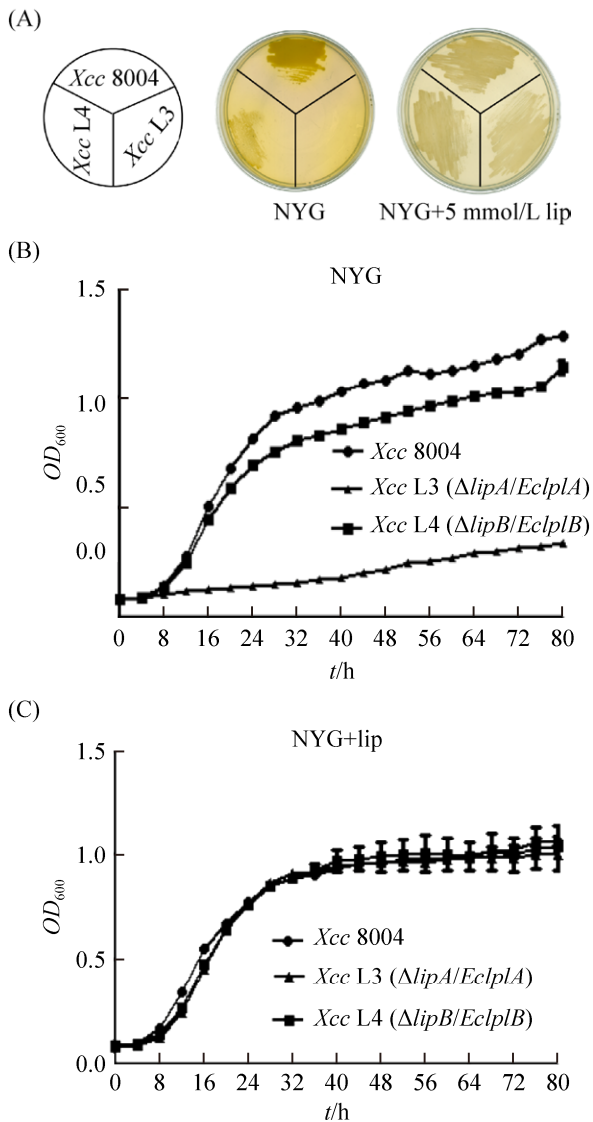 (A)
Xcc 8004
Xcc L4
Xcc L3
NYG
NYG+5 mmol/L lip
(B)
NYG
1.5
1.0
0.5
0.0
OD600
Xcc 8004
Xcc L3 (ΔlipA/EclplA)
Xcc L4 (ΔlipB/EclplB)
0 4 8 16 24 32 40 48 56 64 72 80
t/h
(C)
NYG+lip
1.5
1.0
0.5
0.0
OD600
Xcc 8004
Xcc L3 (ΔlipA/EclplA)
Xcc L4 (ΔlipB/EclplB)
0 8 16 24 32 40 48 56 64 72 80
t/h